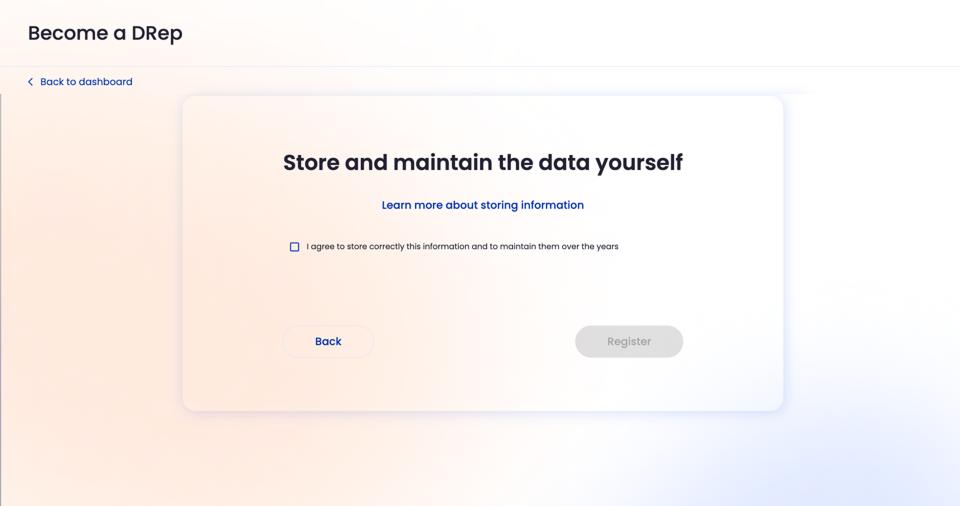 Become a DRep
Back to dashboard
Store and maintain the data yourself
Learn more about storing information
I agree to store correctly this information and to maintain them over the years
Back
Register